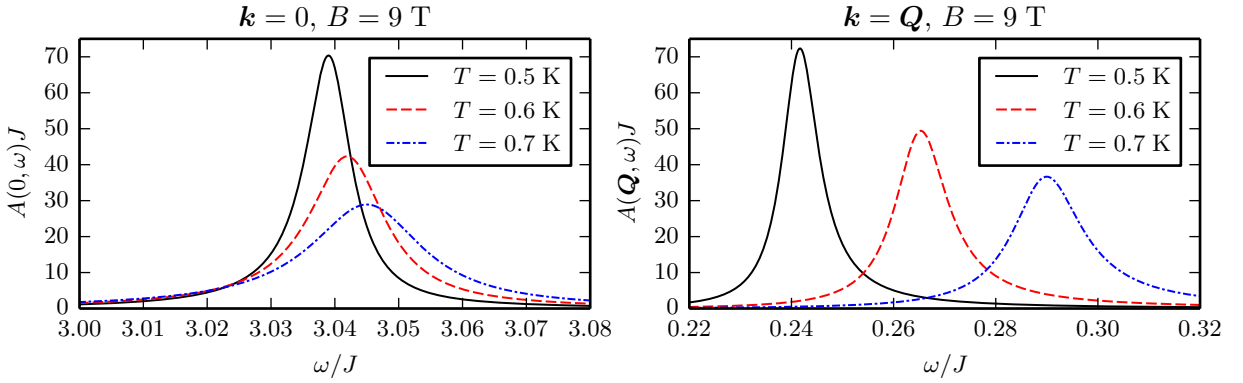 k = 0, B = 9 T
A(0, ω)J
70
60
50
40
30
20
10
0
T = 0.5 K
T = 0.6 K
T = 0.7 K
3.00 3.01 3.02 3.03 3.04 3.05 3.06 3.07 3.08
ω/J
k = Q, B = 9 T
A(Q, ω)J
70
60
50
40
30
20
10
0
T = 0.5 K
T = 0.6 K
T = 0.7 K
0.22 0.24 0.26 0.28 0.30 0.32
ω/J